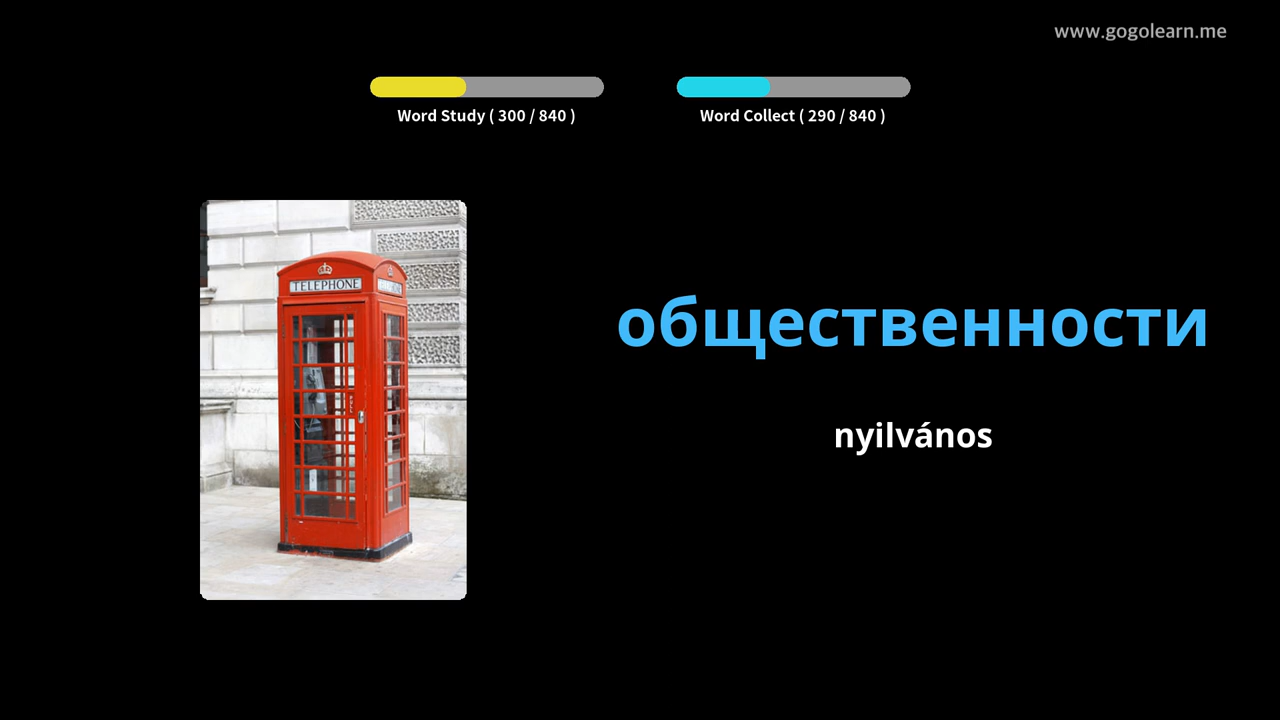 www.gogolearn.me
Word Study ( 300 / 840 )
Word Collect ( 290 / 840 )
TELEPHONE
общественности
nyilvános